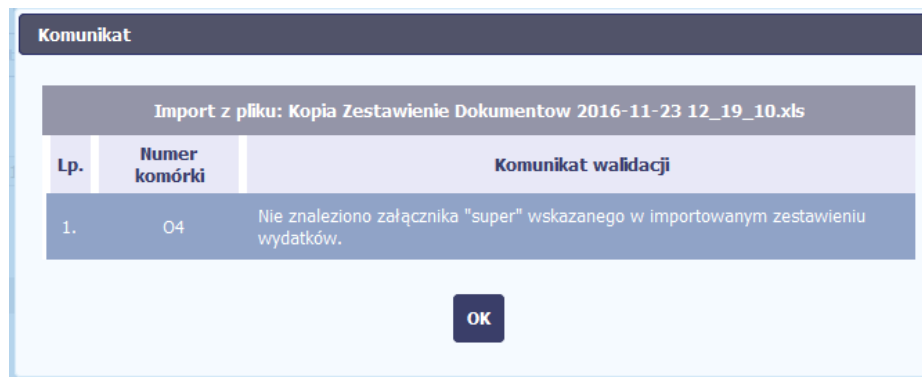 Komunikat
Import z pliku: Kopia Zestawienie Dokumentow 2016-11-23 12_19_10.xls
Lp.
Numer
komórki
Komunikat walidacji
1.
O4
Nie znaleziono załącznika "super" wskazanego w importowanym zestawieniu
wydatków.
OK